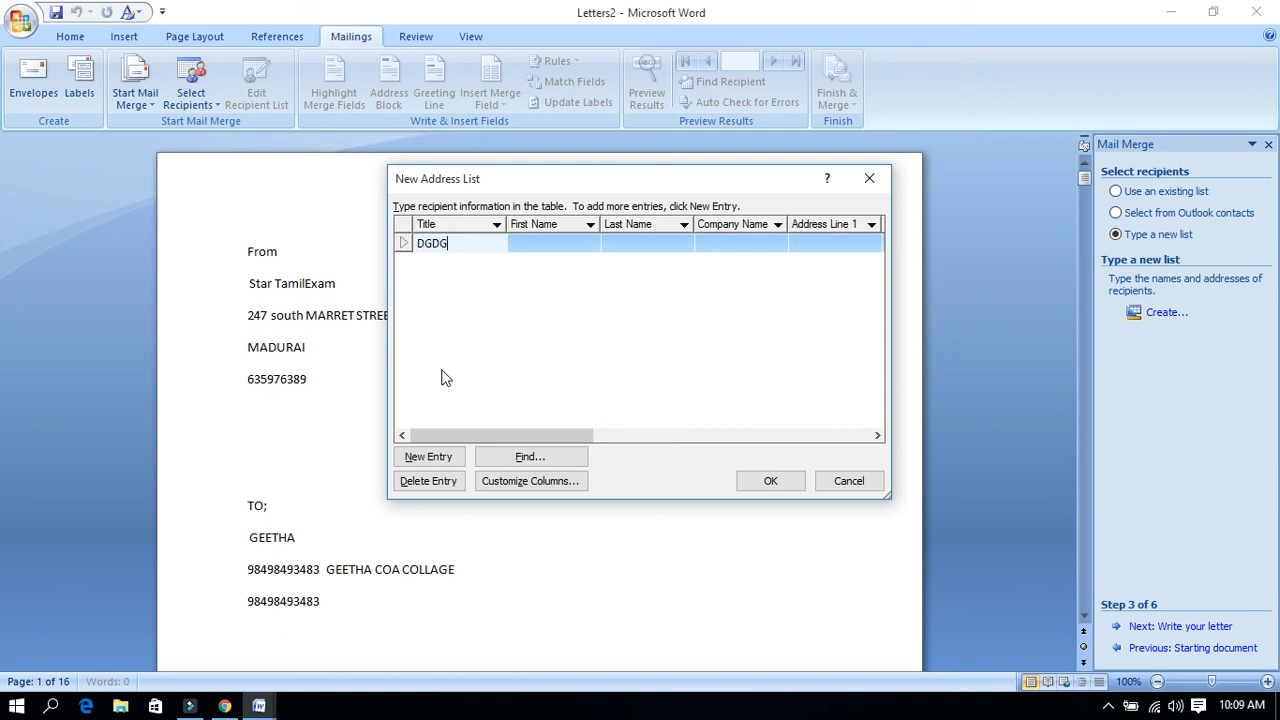 Letters2 - Microsoft Word
Home Insert Page Layout References Mailings Review View
Envelopes Labels Start Mail Merge Select Recipients Edit Recipient List Highlight Merge Fields Address Block Greeting Line Insert Merge Field Rules Match Fields Update Labels Preview Results Find Recipient Auto Check for Errors Finish & Merge
Create Start Mail Merge Write & Insert Fields Preview Results Finish
From
Star TamilExam
247 south MARRET STREE
MADURAI
635976389
TO;
GEETHA
98498493483 GEETHA COA COLLAGE
98498493483
New Address List
?
Type recipient information in the table. To add more entries, click New Entry.
Title First Name Last Name Company Name Address Line 1
DGDG
New Entry Find...
Delete Entry Customize Columns... OK Cancel
Mail Merge
Select recipients
Use an existing list
Select from Outlook contacts
Type a new list
Type a new list
Type the names and addresses of
recipients.
Create...
Step 3 of 6
Next: Write your letter
Previous: Starting document
Page: 1 of 16 Words: 0 100%
10:09 AM